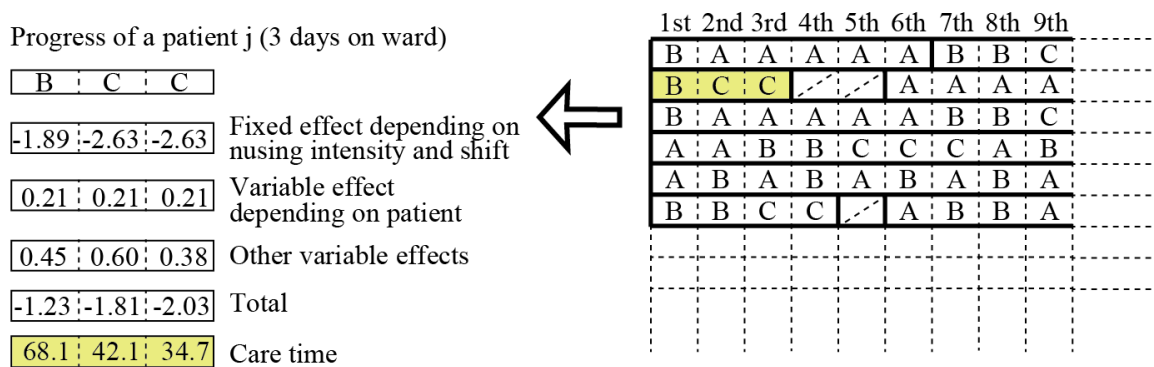 Progress of a patient j (3 days on ward)
B C C
-1.89 -2.63 -2.63 Fixed effect depending on
nusing intensity and shift
0.21 0.21 0.21 Variable effect
depending on patient
0.45 0.60 0.38 Other variable effects
-1.23 -1.81 -2.03 Total
68.1 42.1 34.7 Care time
1st 2nd 3rd 4th 5th 6th 7th 8th 9th
B A A A A A B B C
B C C A A A A
B A A A A A B B C
A A B B C C C A B
A B A B A B A B A
B B C C A B B A